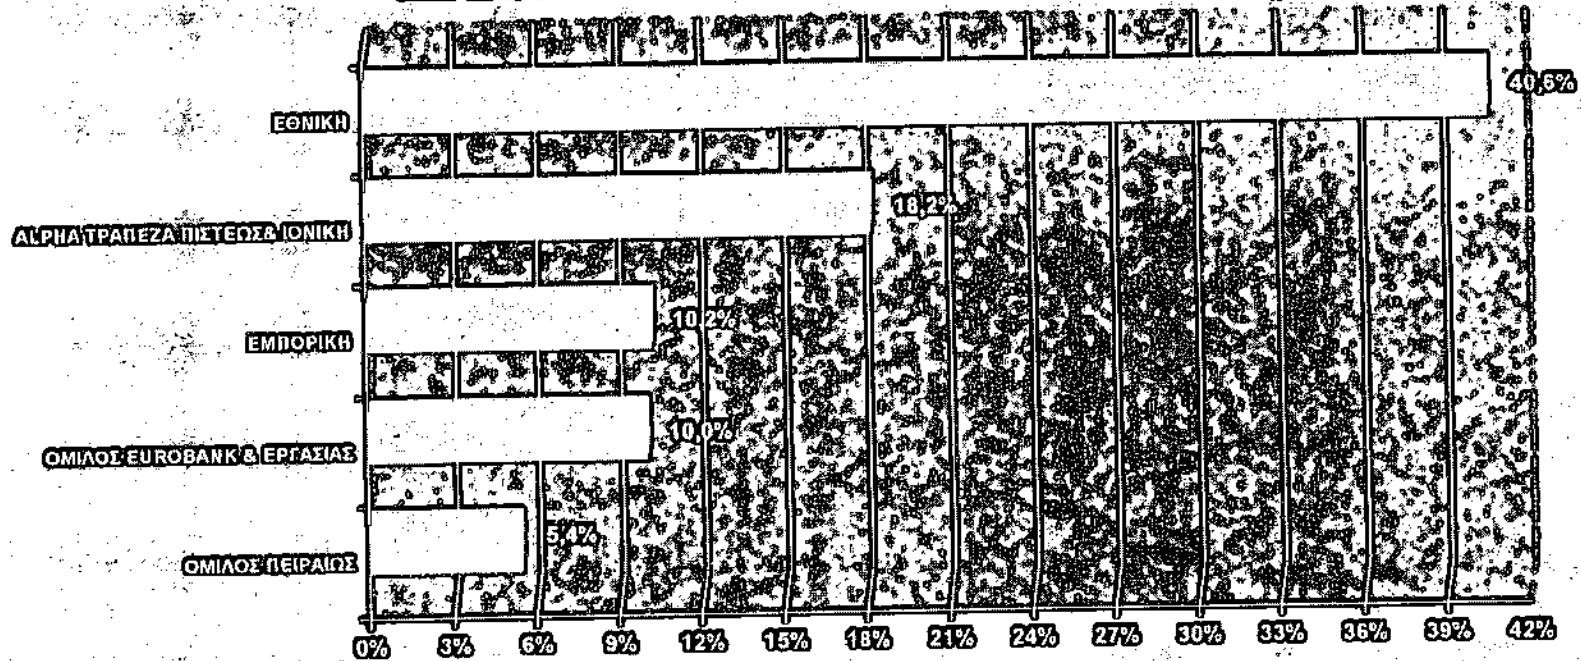 40,6%
ΕΘΝΙΚΗ
18,2%
ALPHA ΤΡΑΠΕΖΑ ΠΙΣΤΕΩΣ& ΙΟΝΙΚΗ
10,2%
ΕΜΠΟΡΙΚΗ
10,0%
ΟΜΙΛΟΣ EUROBANK & ΕΡΓΑΣΙΑΣ
5,4%
ΟΜΙΛΟΣ ΠΕΙΡΑΙΩΣ
0% 3% 6% 9% 12% 15% 18% 21% 24% 27% 30% 33% 36% 39% 42%